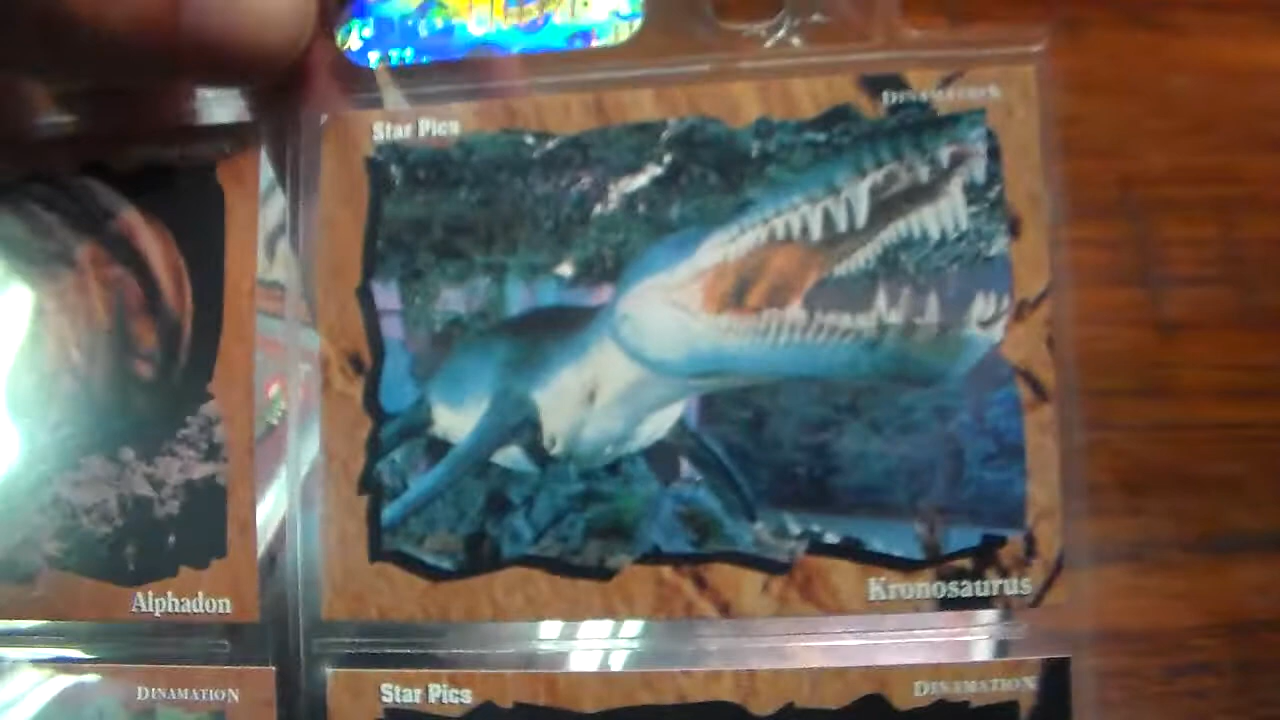 Star Pics
DINAMATION
Kronosaurus
Alphadon
DINAMATION
Star Pics
DINAMATION